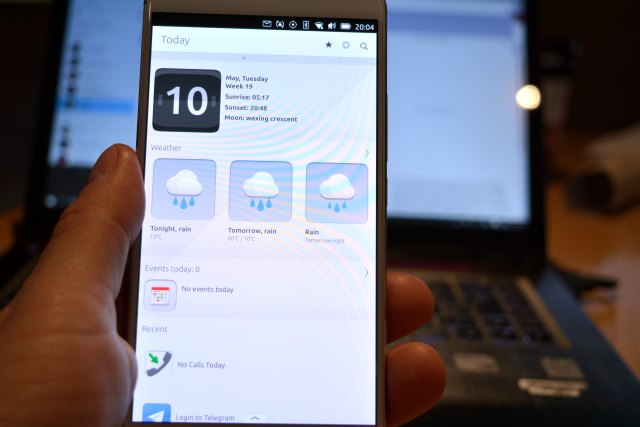 20:04
Today
10
May, Tuesday
Week 19
Sunrise: 05:17
Sunset: 20:48
Moon: waxing crescent
Weather
Tonight, rain
13°C
Tomorrow, rain
20°C / 10°C
Rain
Tomorrow night
Events today: 0
No events today
Recent
No Calls Today
Login to Telegram